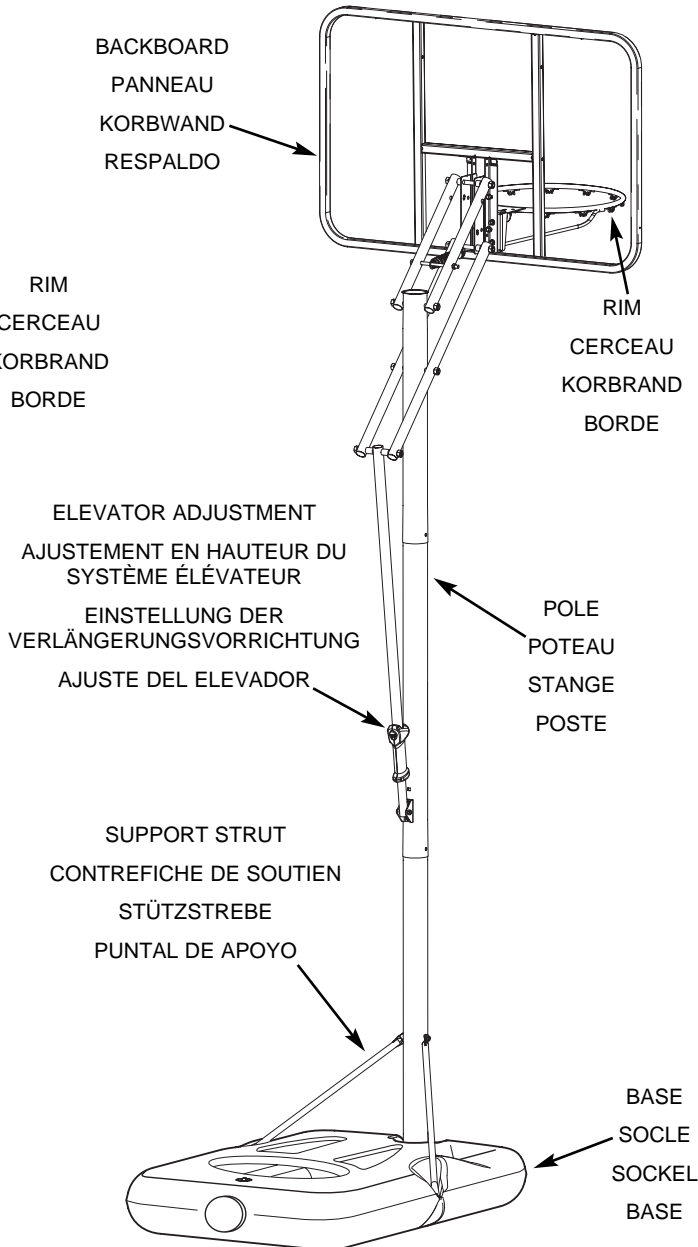 BACKBOARD
PANNEAU
KORBWAND
RESPALDO
RIM
CERCEAU
KORBRAND
BORDE
RIM
CERCEAU
KORBRAND
BORDE
ELEVATOR ADJUSTMENT
AJUSTEMENT EN HAUTEUR DU
SYSTÈME ÉLÉVATEUR
EINSTELLUNG DER
VERLÄNGERUNGSVORRICHTUNG
AJUSTE DEL ELEVADOR
POLE
POTEAU
STANGE
POSTE
SUPPORT STRUT
CONTREFICHE DE SOUTIEN
STÜTZSTREBE
PUNTAL DE APOYO
BASE
SOCLE
SOCKEL
BASE